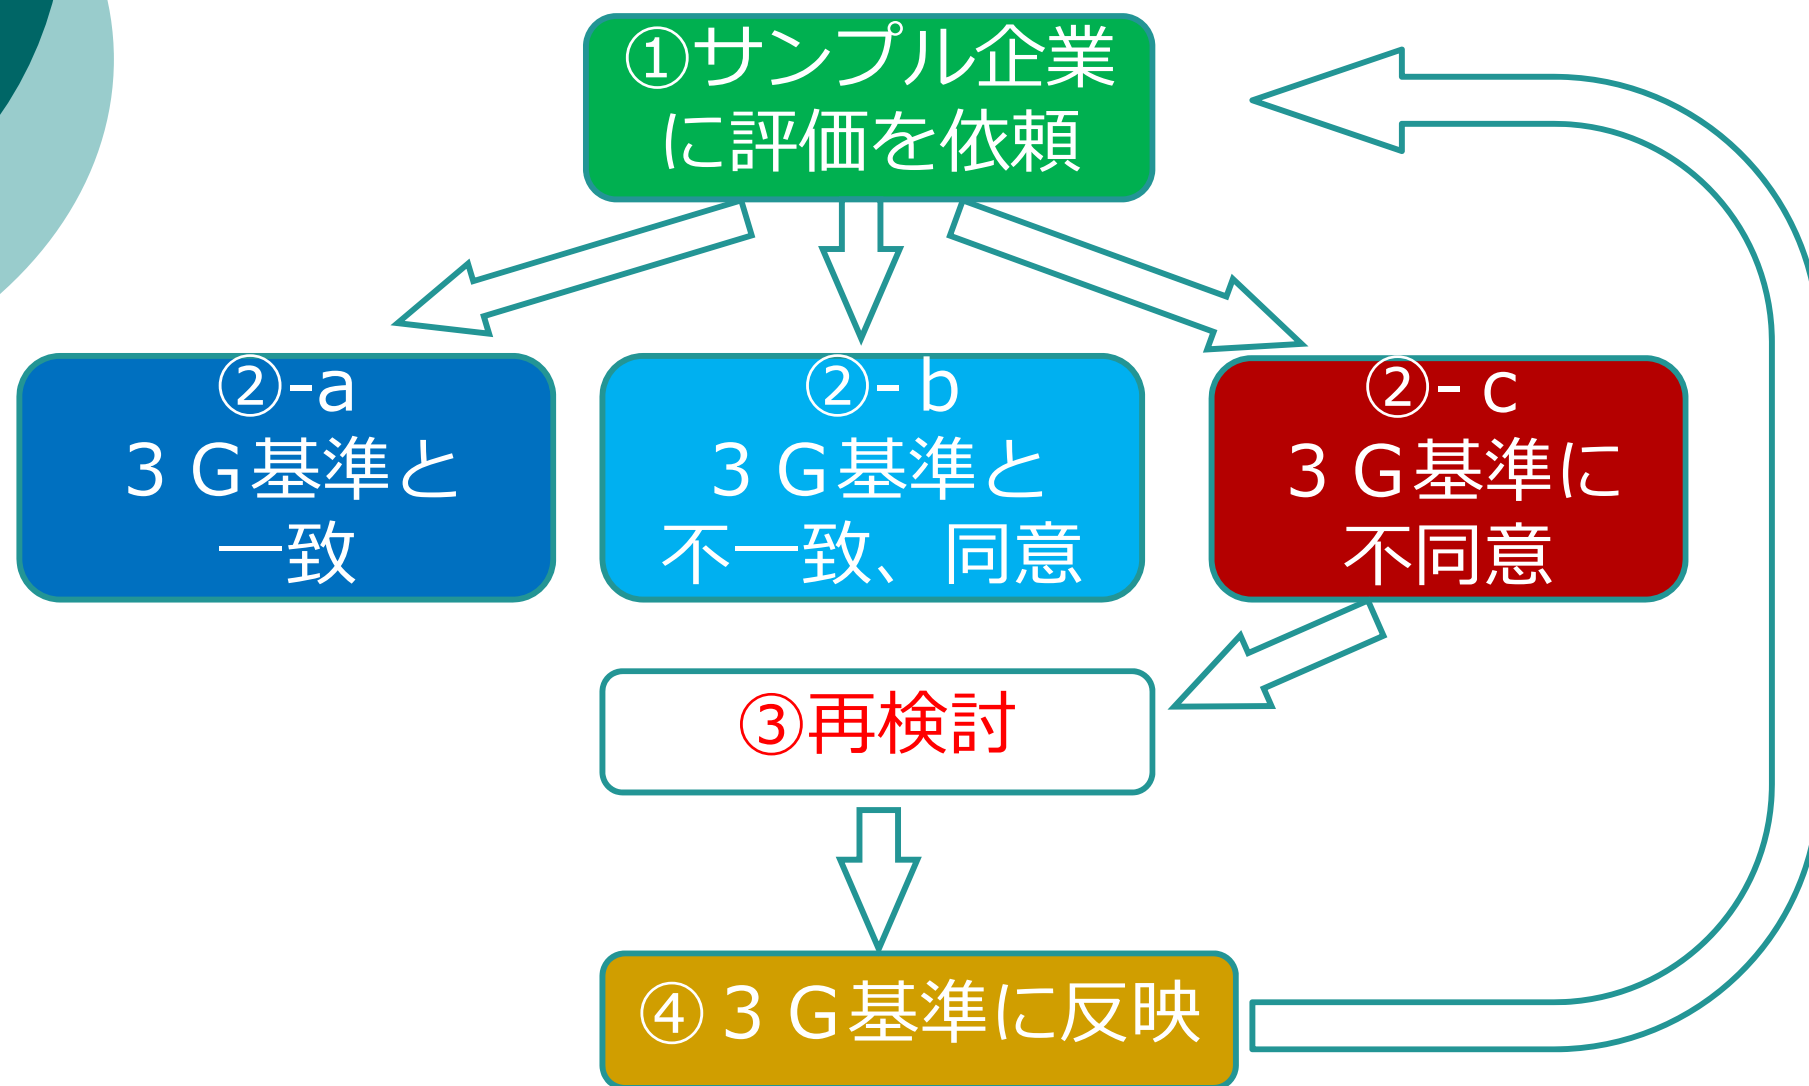 ①サンプル企業
に評価を依頼
②-a
３Ｇ基準と
一致
②-ｂ
３Ｇ基準と
不一致、同意
②-ｃ
３Ｇ基準に
不同意
③再検討
④３Ｇ基準に反映